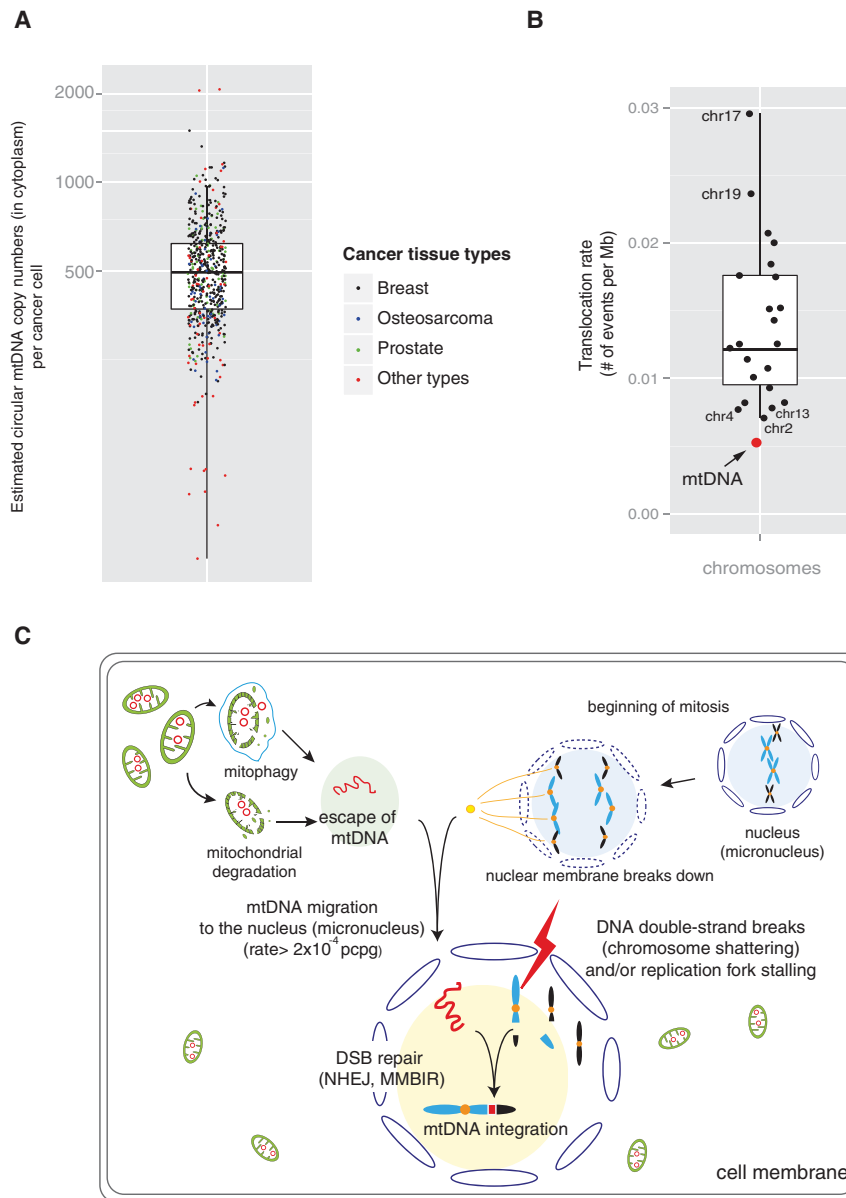 A
Estimated circular mtDNA copy numbers (in cytoplasm)
per cancer cell
2000
1000
500
Cancer tissue types
Breast
Osteosarcoma
Prostate
Other types
B
Translocation rate
(# of events per Mb)
0.03
0.02
0.01
0.00
chr17
chr19
chr4
chr13
chr2
mtDNA
chromosomes
C
beginning of mitosis
mitophagy
escape of
mtDNA
mitochondrial
degradation
nucleus
(micronucleus)
nuclear membrane breaks down
mtDNA migration
to the nucleus (micronucleus)
(rate> 2x10⁻⁴ pcpg)
DNA double-strand breaks
(chromosome shattering)
and/or replication fork stalling
DSB repair
(NHEJ, MMBIR)
mtDNA integration
cell membrane